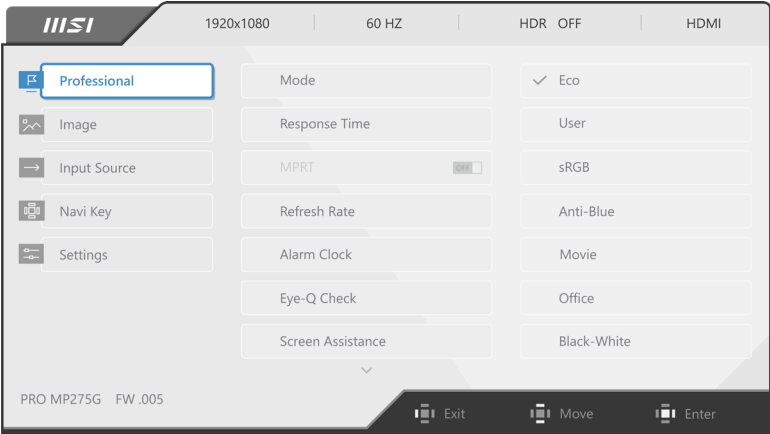 msi 1920x1080 60 HZ HDR OFF HDMI
Professional Mode Eco
Image Response Time User
Input Source MPRT OFF sRGB
Navi Key Refresh Rate Anti-Blue
Settings Alarm Clock Movie
Eye-Q Check Office
Screen Assistance Black-White
PRO MP275G FW .005
Exit Move Enter